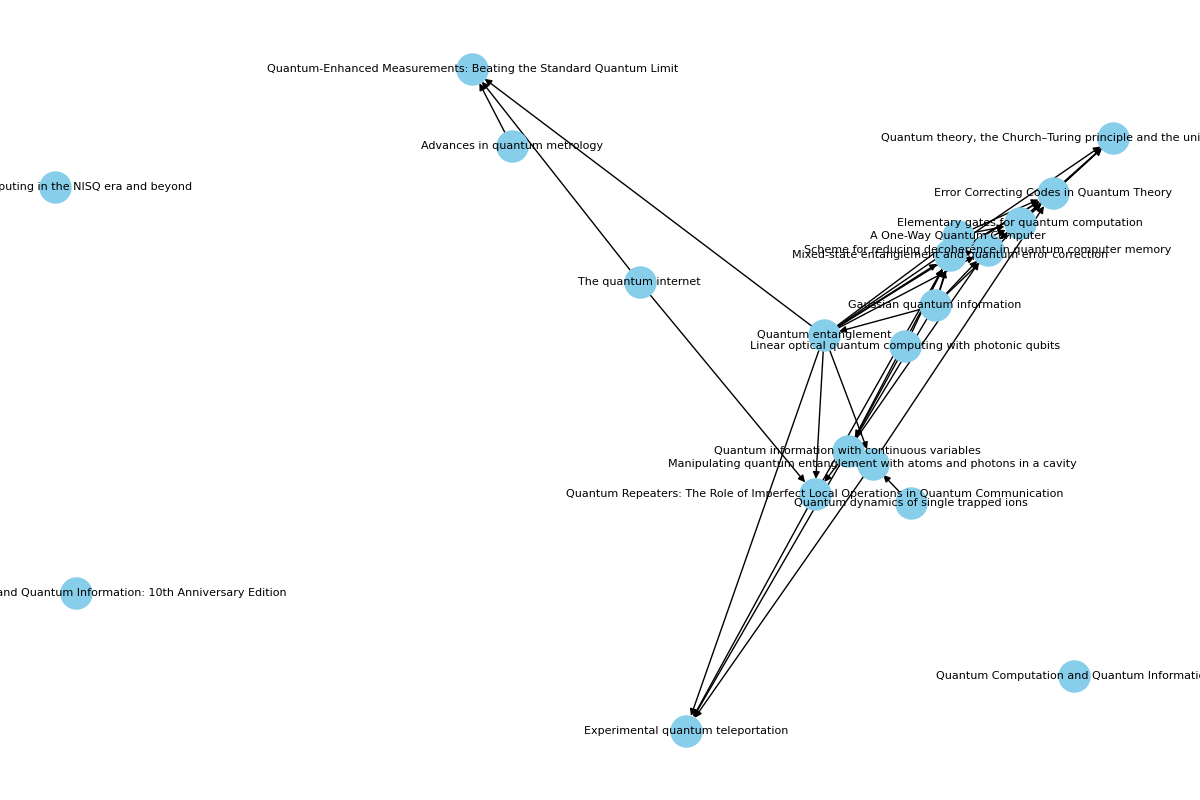 Quantum-Enhanced Measurements: Beating the Standard Quantum Limit
Quantum theory, the Church–Turing principle and the uni
Advances in quantum metrology
puting in the NISQ era and beyond
Error Correcting Codes in Quantum Theory
Elementary gates for quantum computation
A One-Way Quantum Computer
Scheme for reducing decoherence in quantum computer memory
Mixed-state entanglement and quantum error correction
The quantum internet
Gaussian quantum information
Quantum entanglement
Linear optical quantum computing with photonic qubits
Quantum information with continuous variables
Manipulating quantum entanglement with atoms and photons in a cavity
Quantum Repeaters: The Role of Imperfect Local Operations in Quantum Communication
Quantum dynamics of single trapped ions
and Quantum Information: 10th Anniversary Edition
Quantum Computation and Quantum Informati
Experimental quantum teleportation